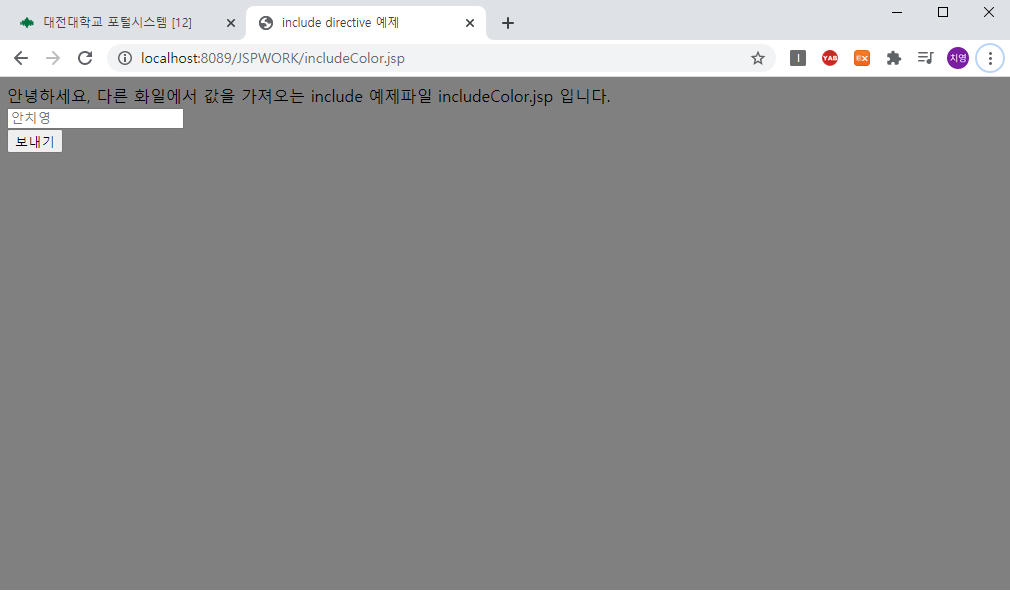 대전대학교 포털시스템 [12]
include directive 예제
localhost:8089/JSPWORK/includeColor.jsp
YAB
EX
치영
안녕하세요, 다른 화일에서 값을 가져오는 include 예제파일 includeColor.jsp 입니다.
안치영
보내기